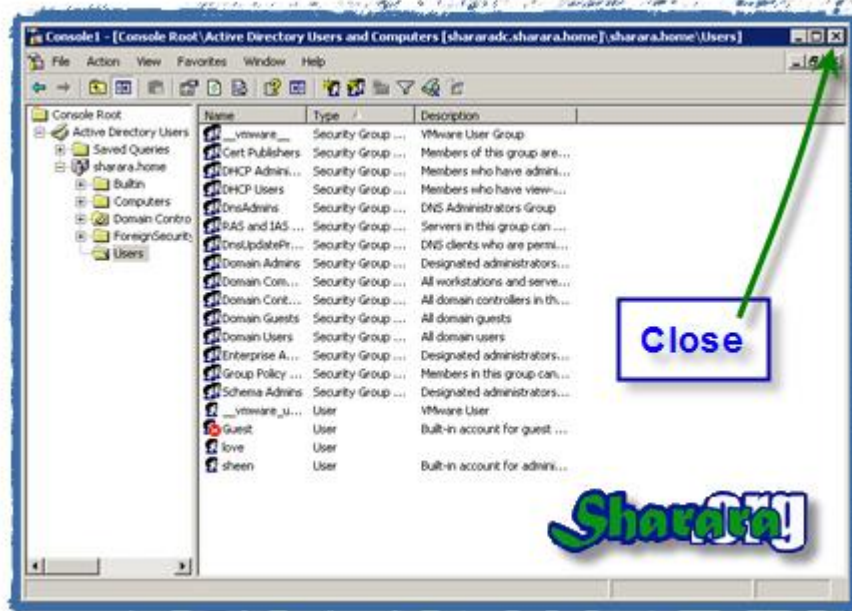 Console1 - [Console Root\Active Directory Users and Computers [shararadc.sharara.home]\sharara.home\Users]
File Action View Favorites Window Help
Console Root
Active Directory Users
Saved Queries
sharara.home
Builtin
Computers
Domain Contro
ForeignSecurity
Users
Name Type Description
__vmware__ Security Group ... VMware User Group
Cert Publishers Security Group ... Members of this group are...
DHCP Admini... Security Group ... Members who have admini...
DHCP Users Security Group ... Members who have view-...
DnsAdmins Security Group ... DNS Administrators Group
RAS and IAS ... Security Group ... Servers in this group can ...
DnsUpdatePr... Security Group ... DNS clients who are permi...
Domain Admins Security Group ... Designated administrators...
Domain Com... Security Group ... All workstations and serve...
Domain Cont... Security Group ... All domain controllers in th...
Domain Guests Security Group ... All domain guests
Domain Users Security Group ... All domain users
Enterprise A... Security Group ... Designated administrators...
Group Policy ... Security Group ... Members in this group can...
Schema Admins Security Group ... Designated administrators...
__vmware_u... User VMware User
Guest User Built-in account for guest ...
love User
sheen User Built-in account for admini...
Close
Sharara.org